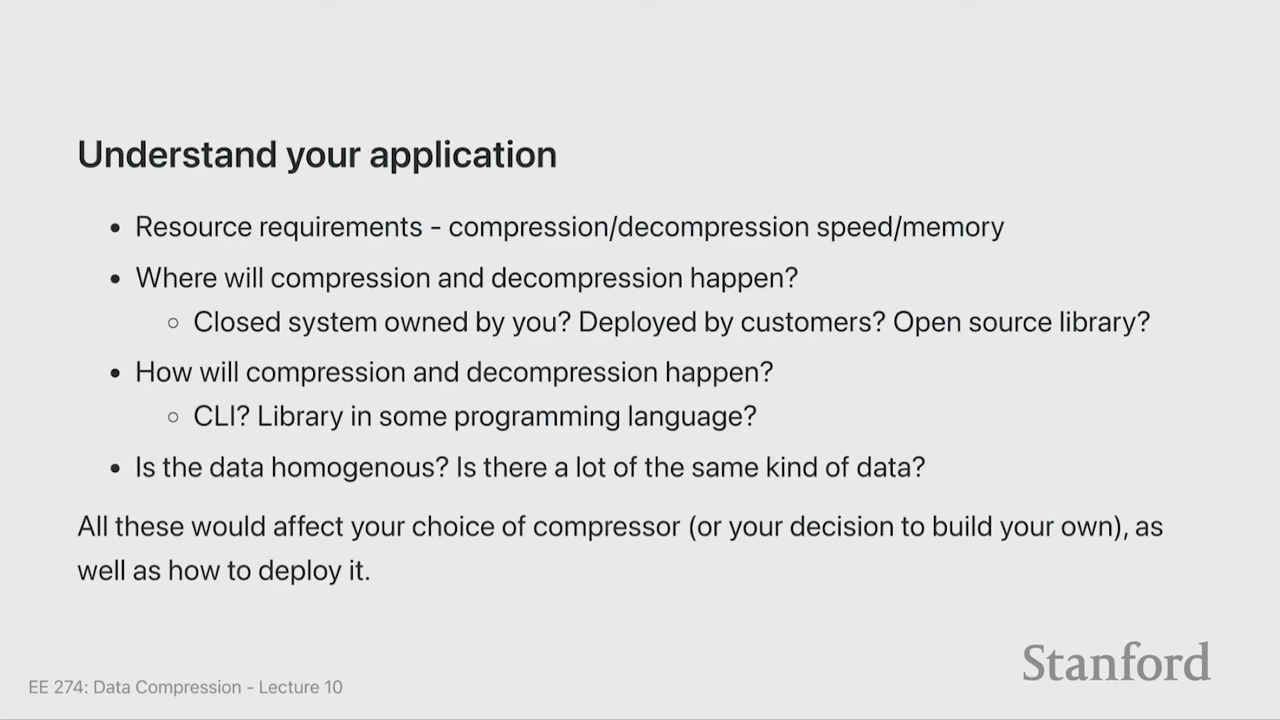 Understand your application
• Resource requirements - compression/decompression speed/memory
• Where will compression and decompression happen?
◦ Closed system owned by you? Deployed by customers? Open source library?
• How will compression and decompression happen?
◦ CLI? Library in some programming language?
• Is the data homogenous? Is there a lot of the same kind of data?
All these would affect your choice of compressor (or your decision to build your own), as
well as how to deploy it.
Stanford
EE 274: Data Compression - Lecture 10